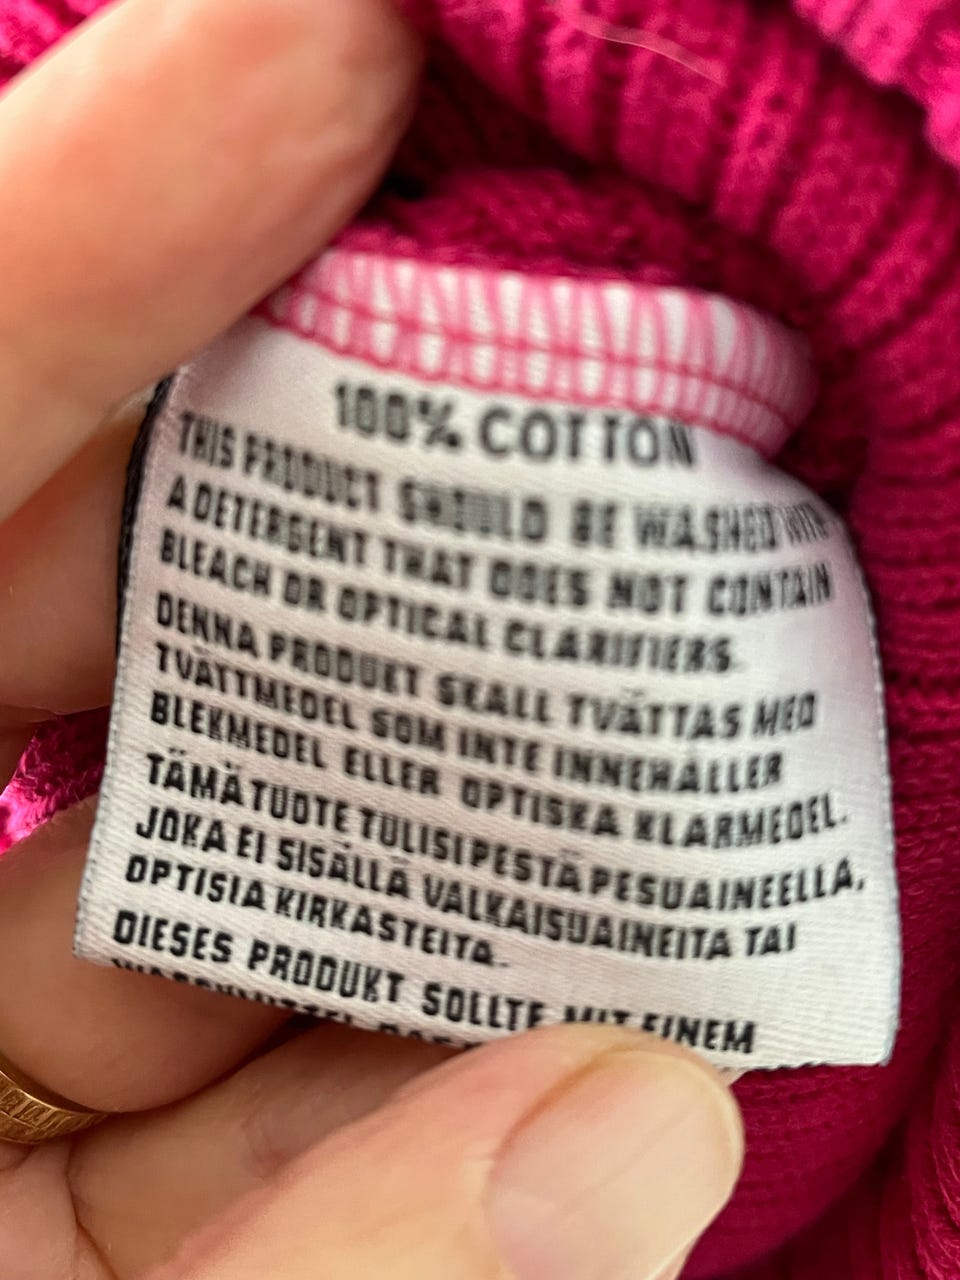 100% COTTON
THIS PRODUCT SHOULD BE WASHED WITH
A DETERGENT THAT DOES NOT CONTAIN
BLEACH OR OPTICAL CLARIFIERS.
DENNA PRODUKT SKALL TVÄTTAS MED
TVÄTTMEDEL SOM INTE INNEHÅLLER
BLEKMEDEL ELLER OPTISKA KLARMEDEL.
TÄMÄ TUOTE TULISI PESTÄ PESUAINEELLA,
JOKA EI SISÄLLÄ VALKAISUAINEITA TAI
OPTISIA KIRKASTEITA.
DIESES PRODUKT SOLLTE MIT EINEM